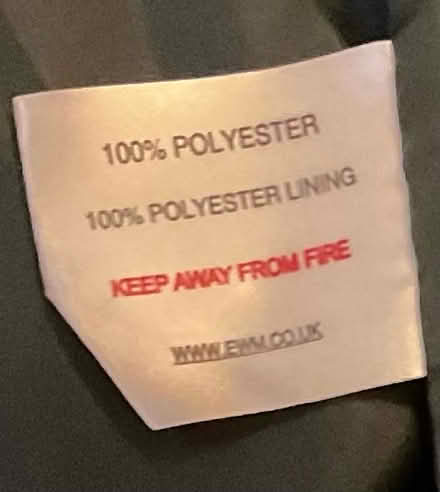 100% POLYESTER
100% POLYESTER LINING
KEEP AWAY FROM FIRE
WWW.EWM.CO.UK